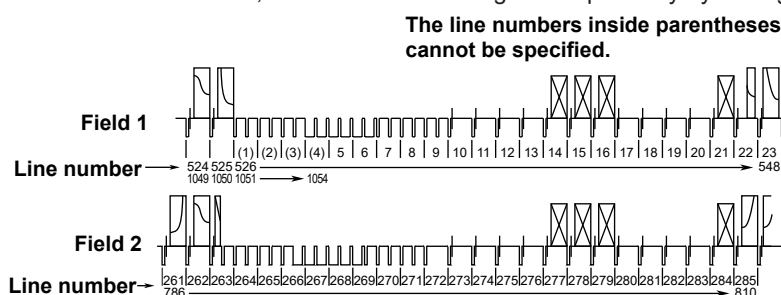 The line numbers inside parentheses
cannot be specified.
Field 1
(1) (2) (3) (4) 5 6 7 8 9 10 11 12 13 14 15 16 17 18 19 20 21 22 23
Line number 524 525 526 548
1049 1050 1051 1054
Field 2
Line number 261 262 263 264 265 266 267 268 269 270 271 272 273 274 275 276 277 278 279 280 281 282 283 284 285
786 810